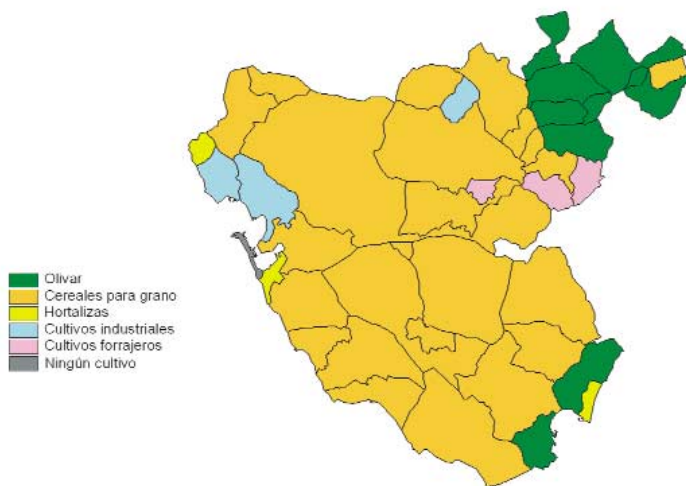 Olivar
Cereales para grano
Hortalizas
Cultivos industriales
Cultivos forrajeros
Ningún cultivo